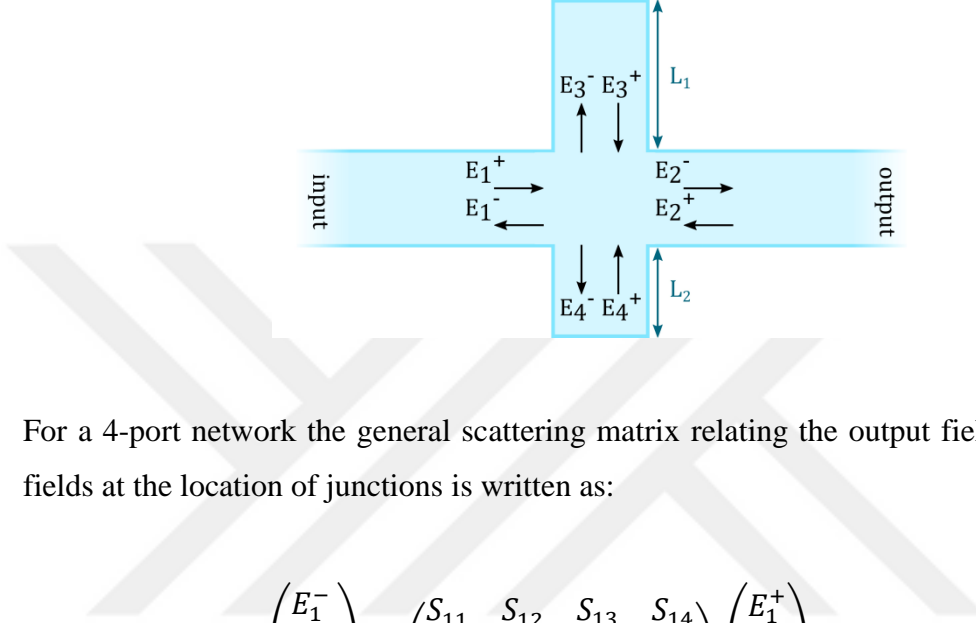 E3⁻ E3⁺ L₁
E1⁺ E2⁻
input output
E1⁻ E2⁺
L₂
E4⁻ E4⁺
For a 4-port network the general scattering matrix relating the output
fields at the location of junctions is written as:
(E₁⁻) (S₁₁ S₁₂ S₁₃ S₁₄) (E₁⁺)